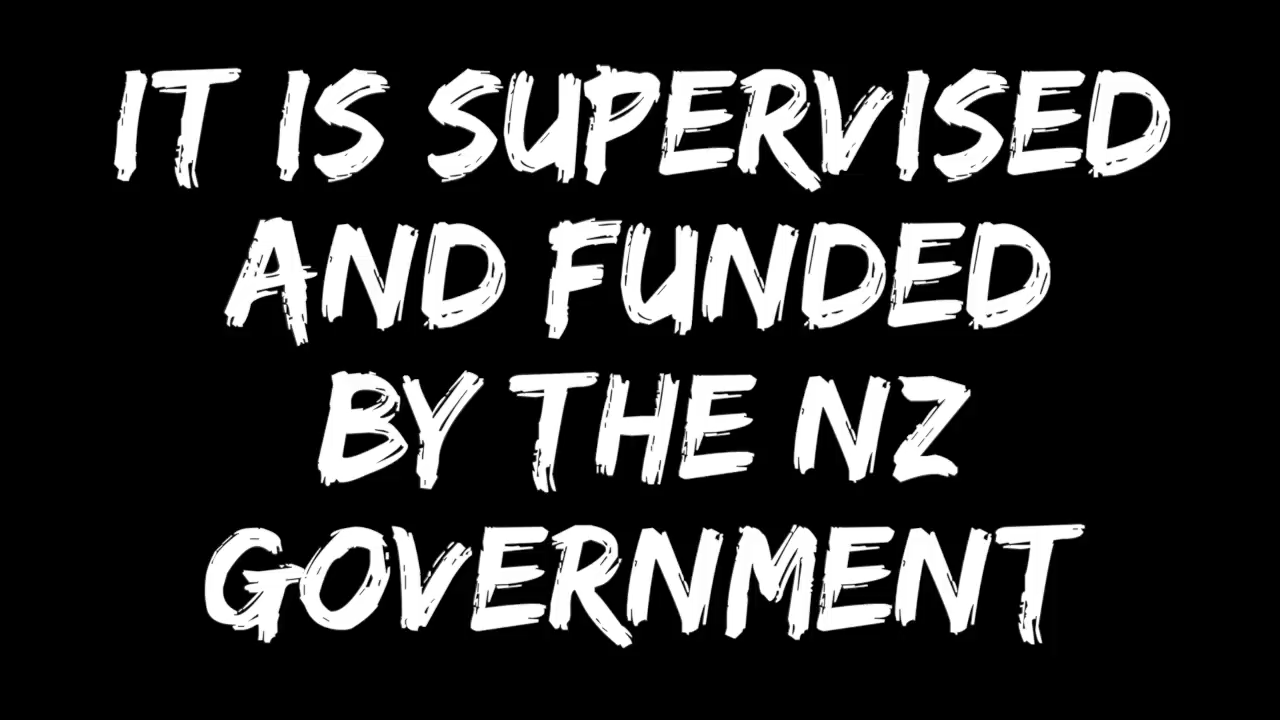 IT IS SUPERVISED
AND FUNDED
BY THE NZ
GOVERNMENT